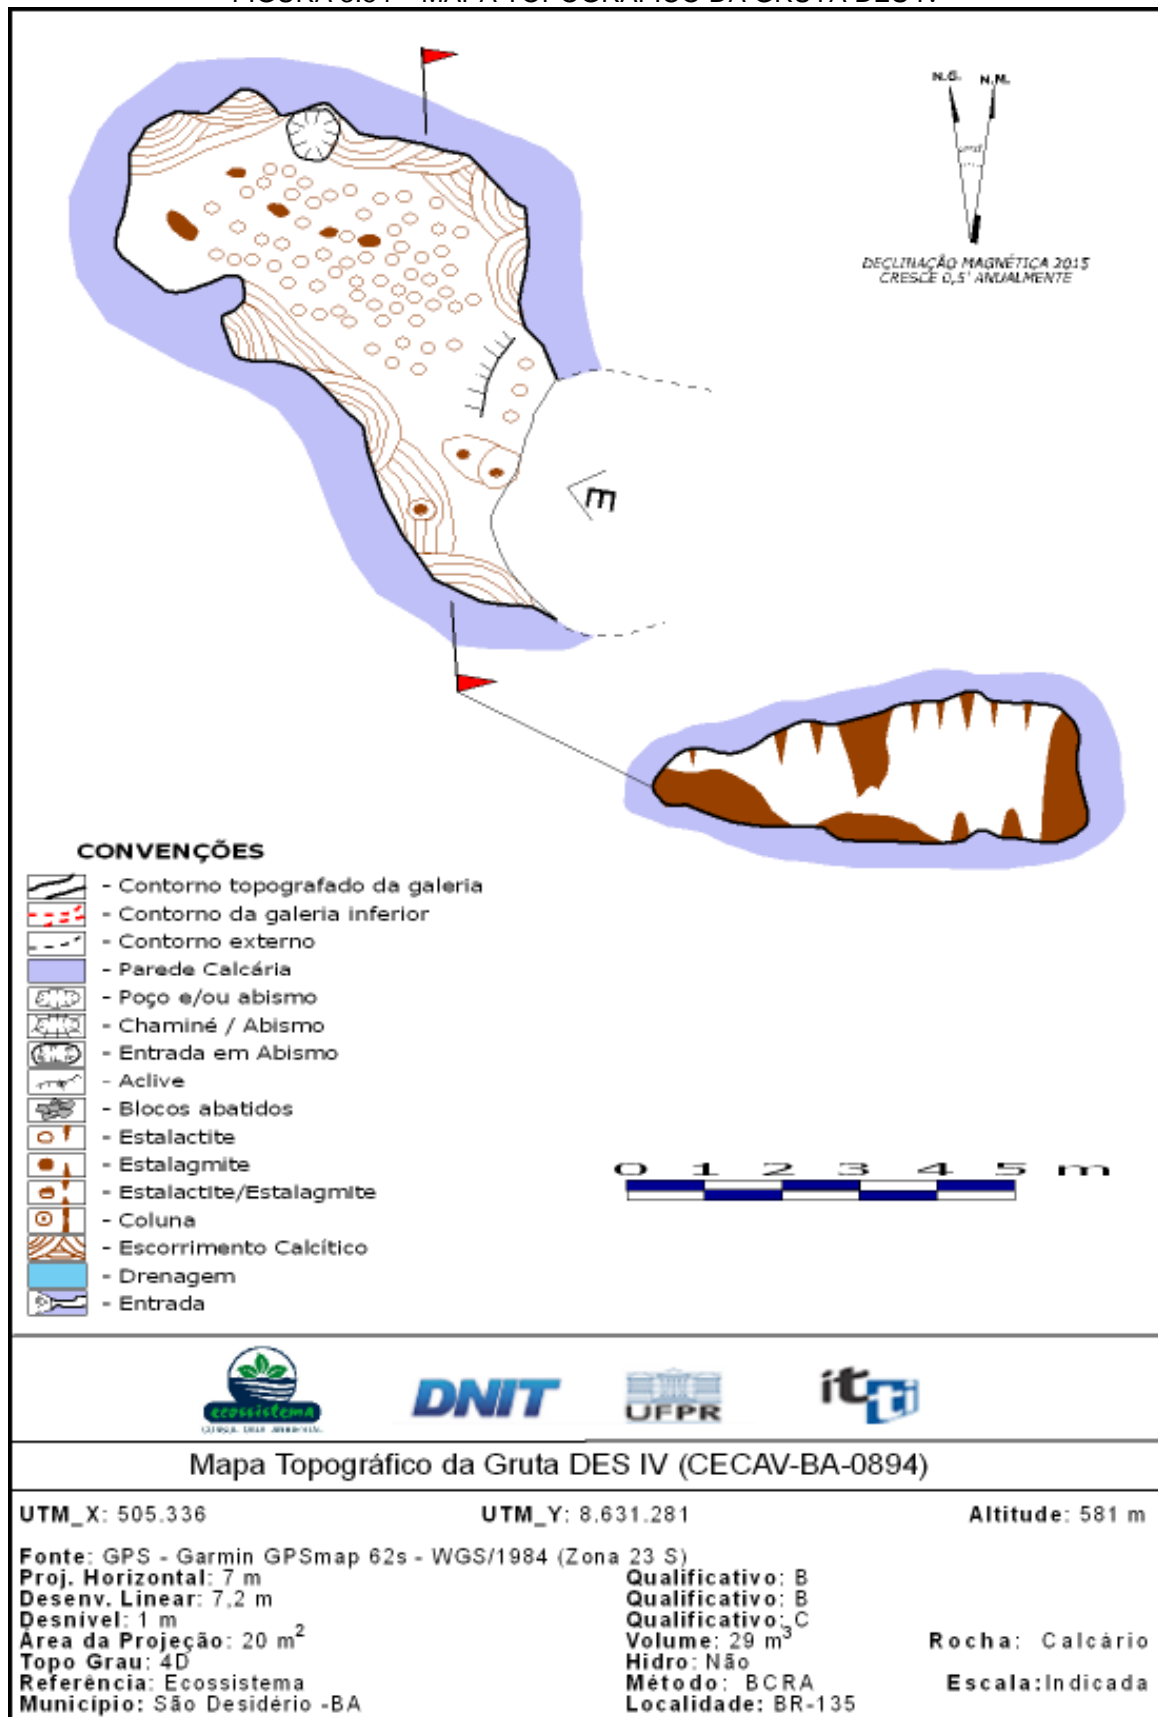 N.G. N.M.
DECLINAÇÃO MAGNÉTICA 2015
CRESCE 0,5' ANUALMENTE
E
CONVENÇÕES
- Contorno topografado da galeria
- Contorno da galeria inferior
- Contorno externo
- Parede Calcária
- Poço e/ou abismo
- Chaminé / Abismo
- Entrada em Abismo
- Aclive
- Blocos abatidos
- Estalactite
- Estalagmite
- Estalactite/Estalagmite
- Coluna
- Escorrimento Calcítico
- Drenagem
- Entrada
0 1 2 3 4 5 m
ecossistema
DNIT
UFPR
itti
Mapa Topográfico da Gruta DES IV (CECAV-BA-0894)
UTM_X: 505.336 UTM_Y: 8.631.281 Altitude: 581 m
Fonte: GPS - Garmin GPSmap 62s - WGS/1984 (Zona 23 S)
Proj. Horizontal: 7 m Qualificativo: B
Desenv. Linear: 7,2 m Qualificativo: B
Desnível: 1 m Qualificativo: C
Área da Projeção: 20 m² Volume: 29 m³ Rocha: Calcário
Topo Grau: 4D Hidro: Não
Referência: Ecossistema Método: BCRA Escala:Indicada
Município: São Desidério -BA Localidade: BR-135